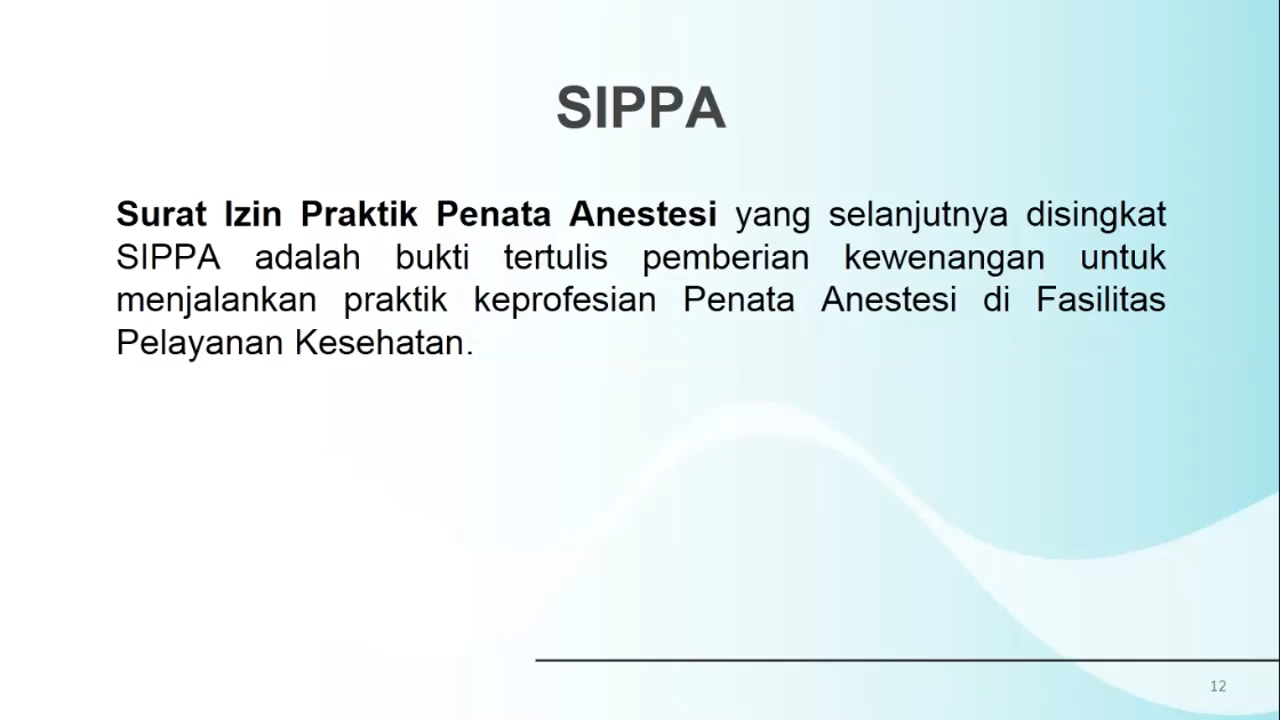 SIPPA
Surat Izin Praktik Penata Anestesi yang selanjutnya disingkat
SIPPA adalah bukti tertulis pemberian kewenangan untuk
menjalankan praktik keprofesian Penata Anestesi di Fasilitas
Pelayanan Kesehatan.
12